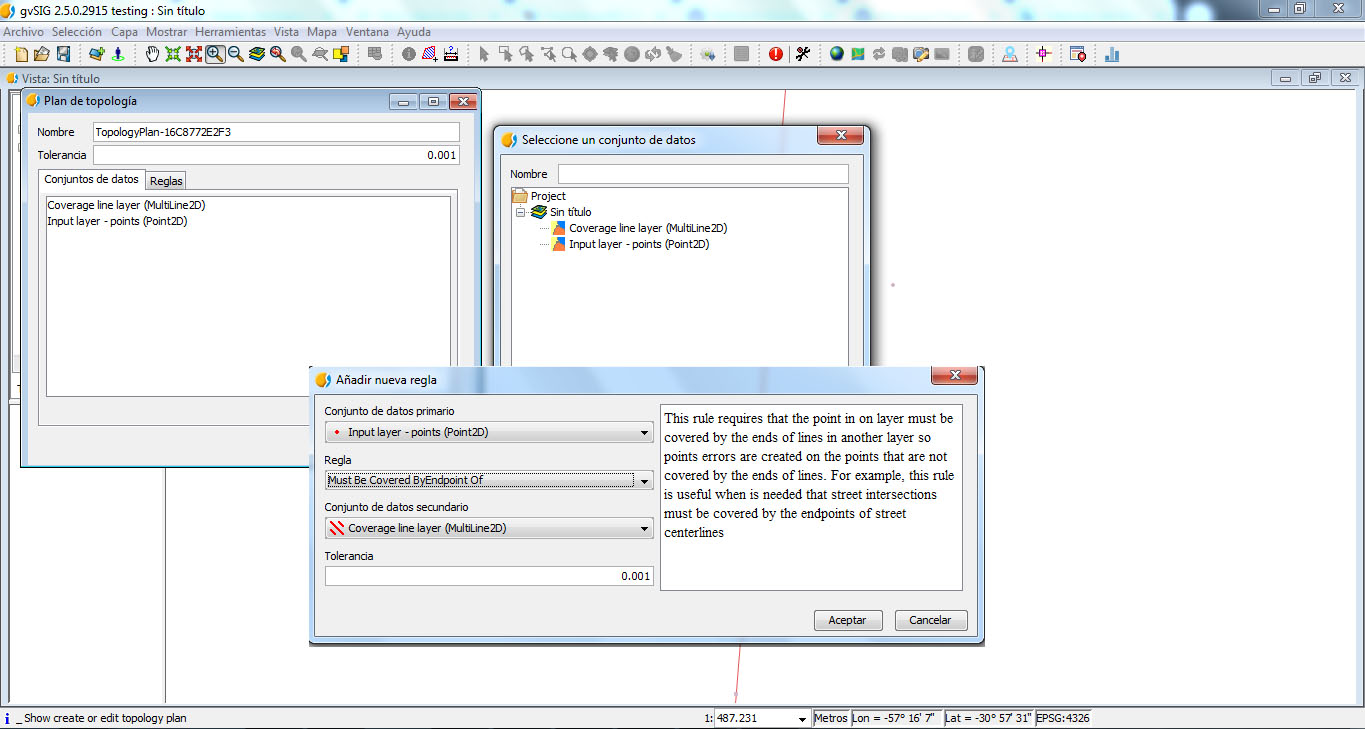 gvSIG 2.5.0.2915 testing : Sin título
Archivo Selección Capa Mostrar Herramientas Vista Mapa Ventana Ayuda
Vista: Sin título
Plan de topología
Nombre TopologyPlan-16C8772E2F3
Tolerancia 0.001
Conjuntos de datos Reglas
Coverage line layer (MultiLine2D)
Input layer - points (Point2D)
Seleccione un conjunto de datos
Nombre
Project
Sin título
Coverage line layer (MultiLine2D)
Input layer - points (Point2D)
Añadir nueva regla
Conjunto de datos primario
Input layer - points (Point2D)
Regla
Must Be Covered ByEndpoint Of
Conjunto de datos secundario
Coverage line layer (MultiLine2D)
Tolerancia
0.001
This rule requires that the point in on layer must be
covered by the ends of lines in another layer so
points errors are created on the points that are not
covered by the ends of lines. For example, this rule
is useful when is needed that street intersections
must be covered by the endpoints of street
centerlines
Aceptar Cancelar
_Show create or edit topology plan
1: 487.231 Metros Lon = -57° 16' 7" Lat = -30° 57' 31" EPSG:4326